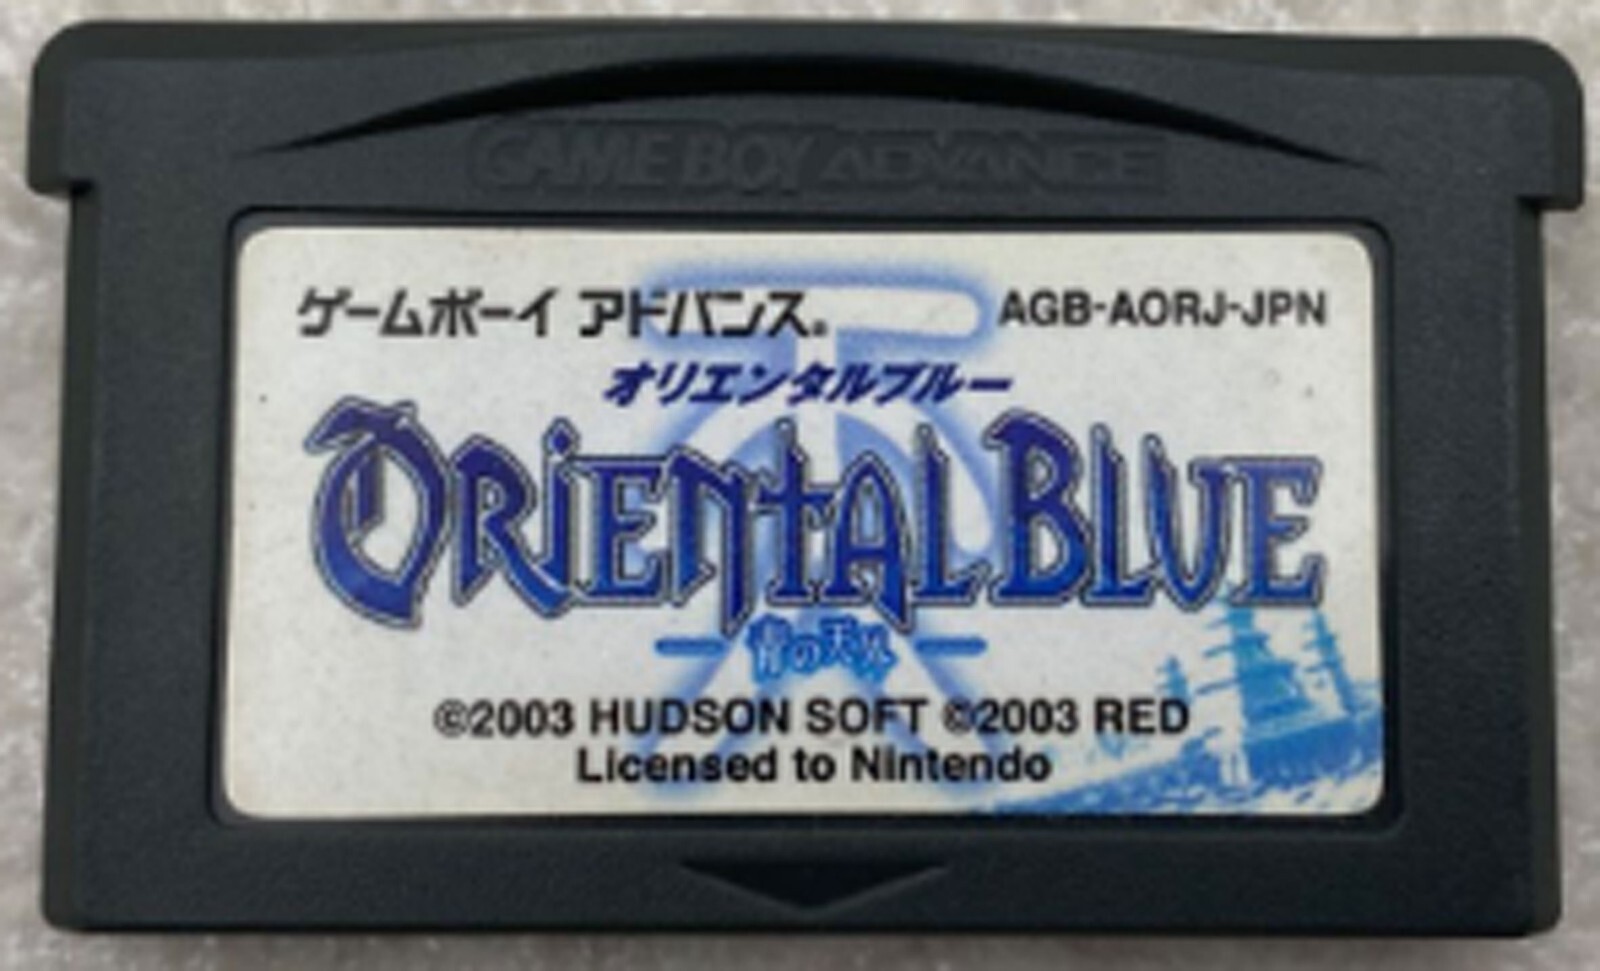 GAME BOY ADVANCE
ゲームボーイ アドバンス® AGB-AORJ-JPN
オリエンタルブルー
ORIENTAL BLUE
青の天外
©2003 HUDSON SOFT ©2003 RED
Licensed to Nintendo